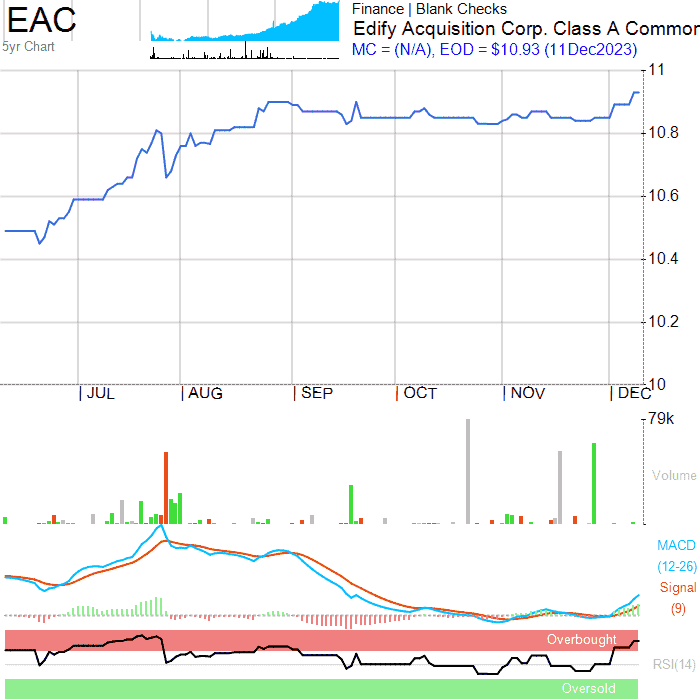 EAC
5yr Chart
Finance | Blank Checks
Edify Acquisition Corp. Class A Common
MC = (N/A), EOD = $10.93 (11Dec2023)
11
10.8
10.6
10.4
10.2
10
| JUL | AUG | SEP | OCT | NOV | DEC
79k
Volume
MACD
(12-26)
Signal
(9)
Overbought
RSI(14)
Oversold